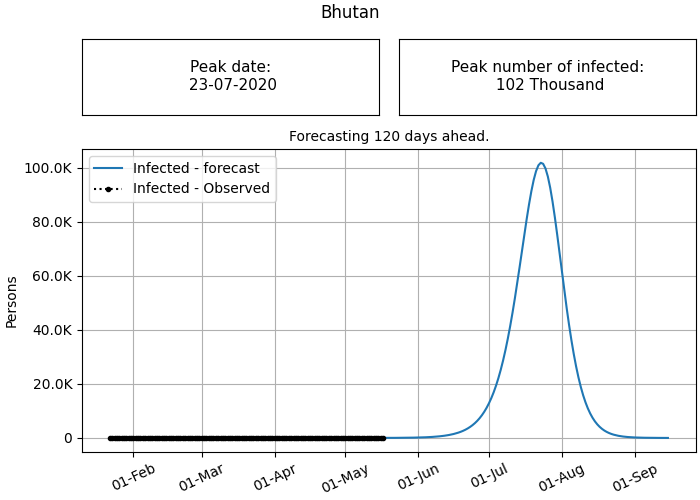 Bhutan
Peak date:
23-07-2020
Peak number of infected:
102 Thousand
Forecasting 120 days ahead.
Infected - forecast
Infected - Observed
Persons
100.0K
80.0K
60.0K
40.0K
20.0K
0
01-Feb
01-Mar
01-Apr
01-May
01-Jun
01-Jul
01-Aug
01-Sep